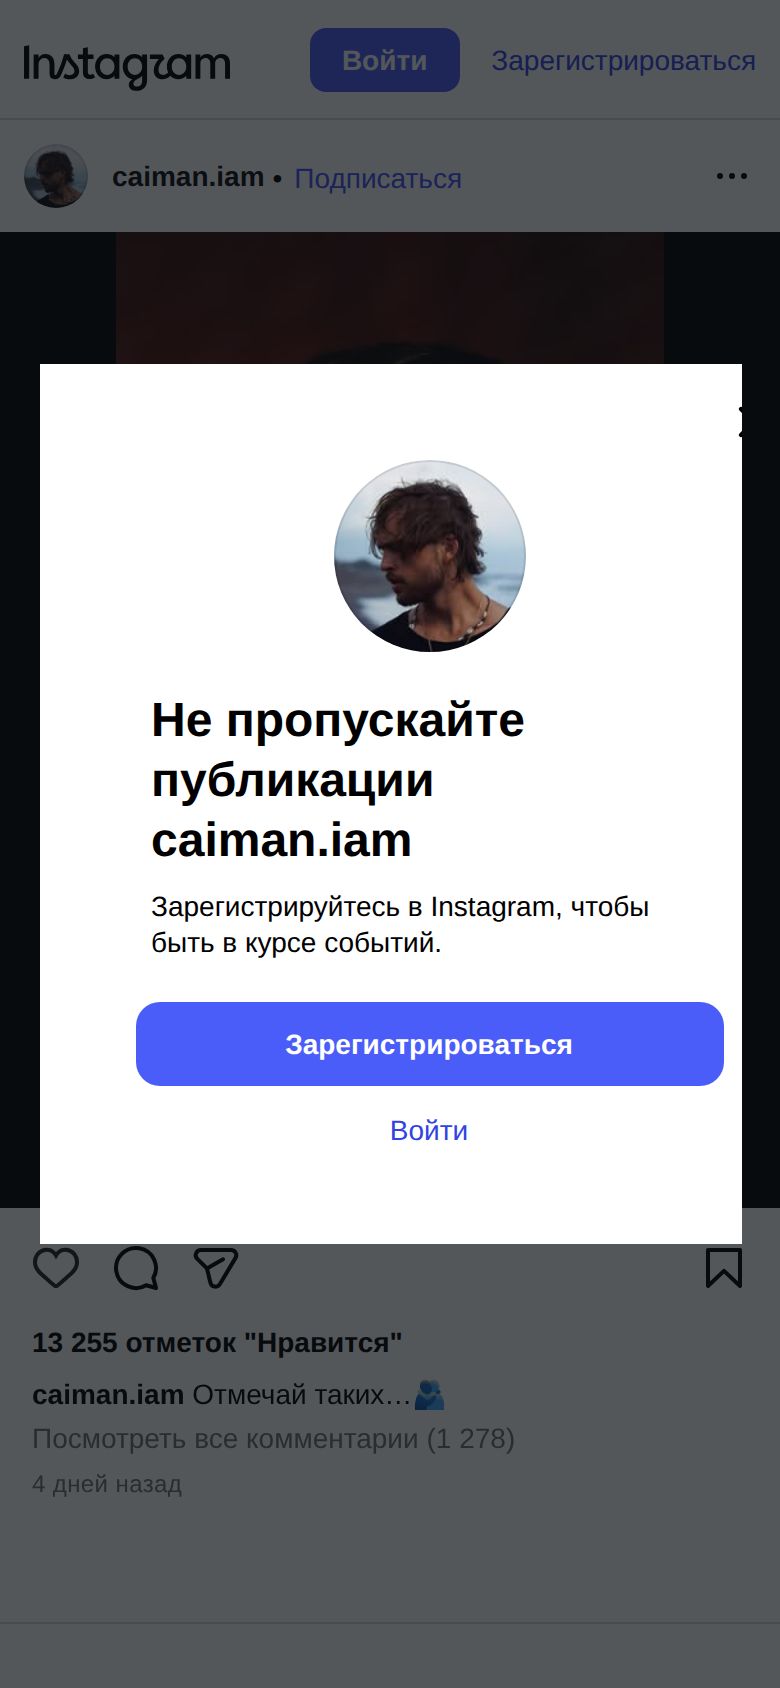 Instagram
Войти
Зарегистрироваться
caiman.iam • Подписаться
Не пропускайте
публикации
caiman.iam
Зарегистрируйтесь в Instagram, чтобы
быть в курсе событий.
Зарегистрироваться
Войти
13 255 отметок "Нравится"
caiman.iam Отмечай таких…🫂
Посмотреть все комментарии (1 278)
4 дней назад